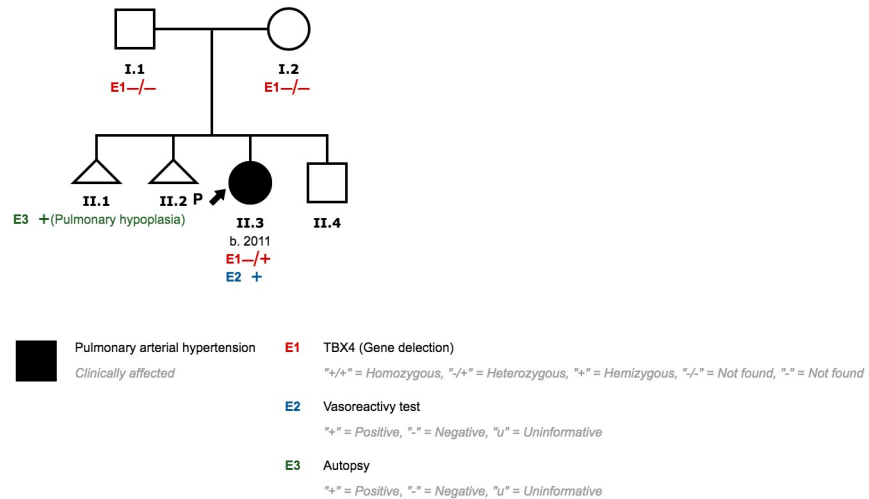 I.1
I.2
E1—/—
E1—/—
II.1
II.2
P
E3 +(Pulmonary hypoplasia)
II.3
II.4
b. 2011
E1—/+
E2 +
Pulmonary arterial hypertension
Clinically affected
E1
TBX4 (Gene delection)
"+/+" = Homozygous, "-/+" = Heterozygous, "+" = Hemizygous, "-/-" = Not found, "-" = Not found
E2
Vasoreactivy test
"+" = Positive, "-" = Negative, "u" = Uninformative
E3
Autopsy
"+" = Positive, "-" = Negative, "u" = Uninformative